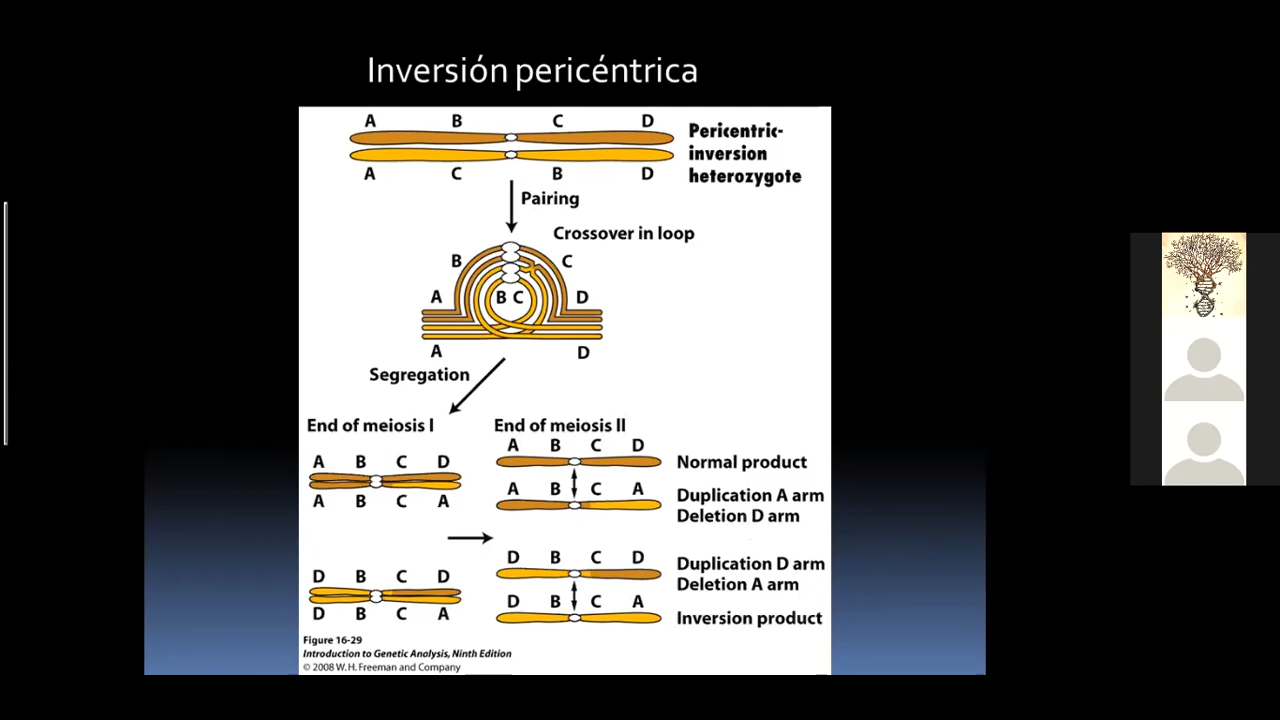 Inversión pericéntrica
A B C D
Pericentric-
inversion
heterozygote
A C B D
Pairing
Crossover in loop
B C
A B C D
A D
Segregation
End of meiosis I
End of meiosis II
A B C D
A B C D
Normal product
A B C A
A B C A
Duplication A arm
Deletion D arm
D B C D
D B C D
Duplication D arm
Deletion A arm
D B C A
D B C A
Inversion product
Figure 16-29
Introduction to Genetic Analysis, Ninth Edition
© 2008 W. H. Freeman and Company